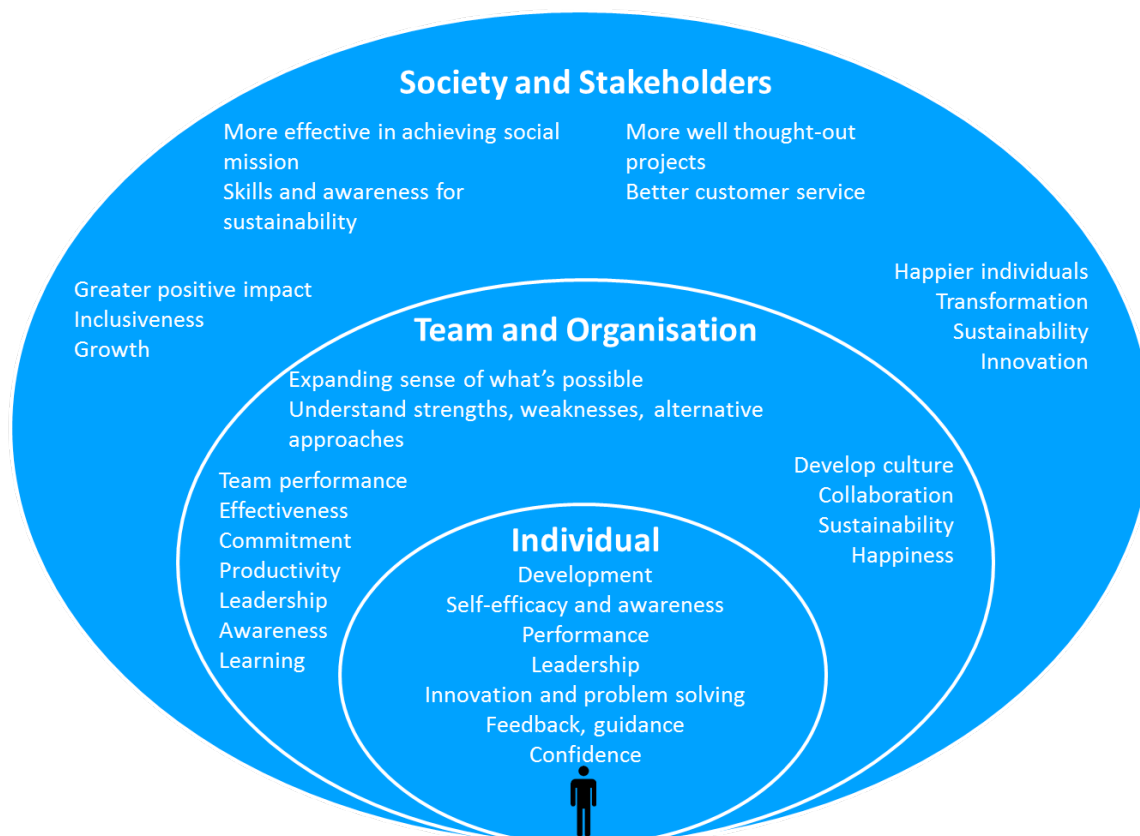 Society and Stakeholders
More effective in achieving social
mission
Skills and awareness for
sustainability
More well thought-out
projects
Better customer service
Greater positive impact
Inclusiveness
Growth
Happier individuals
Transformation
Sustainability
Innovation
Team and Organisation
Expanding sense of what's possible
Understand strengths, weaknesses, alternative
approaches
Team performance
Effectiveness
Commitment
Productivity
Leadership
Awareness
Learning
Develop culture
Collaboration
Sustainability
Happiness
Individual
Development
Self-efficacy and awareness
Performance
Leadership
Innovation and problem solving
Feedback, guidance
Confidence